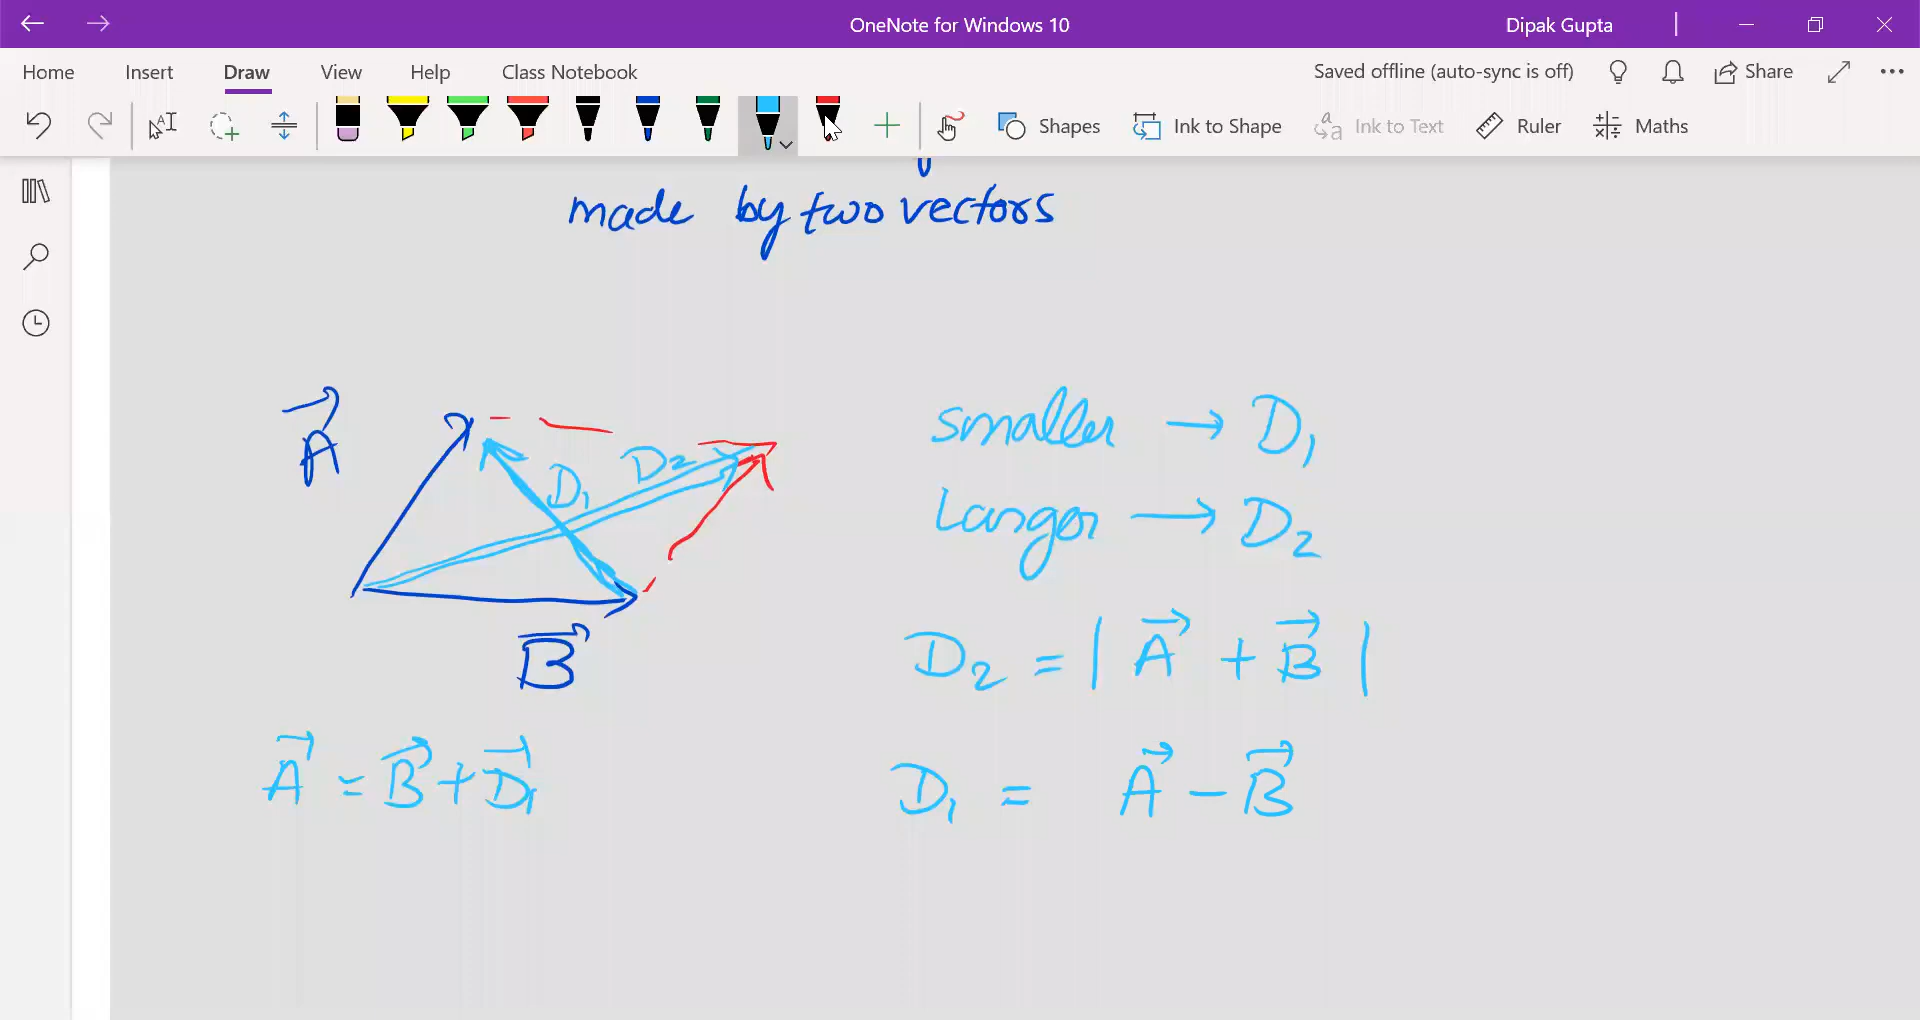 OneNote for Windows 10
Dipak Gupta
Home Insert Draw View Help Class Notebook
Saved offline (auto-sync is off) Share
Shapes Ink to Shape Ink to Text Ruler Maths
made by two vectors
A
D₁
D₂
B
smaller → D₁
Larger → D₂
D₂ = |A⃗ + B⃗|
A⃗ = B⃗ + D⃗₁
D₁ = A⃗ − B⃗